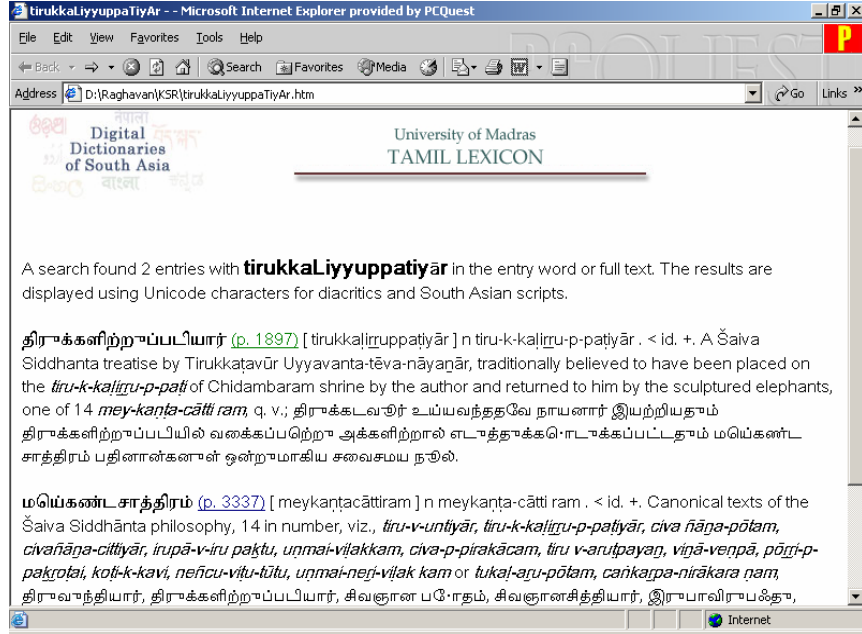 tirukkaLiyyuppaTiyAr - - Microsoft Internet Explorer provided by PCQuest
File Edit View Favorites Tools Help
Back Search Favorites Media
Address D:\Raghavan\KSR\tirukkaLiyyuppaTiyAr.htm Go Links »
Digital
Dictionaries
of South Asia
University of Madras
TAMIL LEXICON
A search found 2 entries with tirukkaLiyyuppatiyār in the entry word or full text. The results are
displayed using Unicode characters for diacritics and South Asian scripts.
திருக்களிற்றுப்படியார் (p. 1897) [ tirukkaḷiṟṟuppaṭiyār ] n tiru-k-kaḷiṟṟu-p-paṭiyār . < id. +. A Šaiva
Siddhanta treatise by Tirukkaṭavūr Uyyavanta-tēva-nāyaṉār, traditionally believed to have been placed on
the tiru-k-kaḷiṟṟu-p-paṭi of Chidambaram shrine by the author and returned to him by the sculptured elephants,
one of 14 mey-kaṇṭa-cātti ram, q. v.; திருக்கடவூர் உய்யவந்ததேவ நாயனார் இயற்றியதும்
திருக்களிற்றுப்படியில் வைக்கப்பெற்று அக்களிற்றால் எடுத்துக்கொடுக்கப்பட்டதும் மெய்கண்ட
சாத்திரம் பதினான்கனுள் ஒன்றுமாகிய சைவசமய நூல்.
மெய்கண்டசாத்திரம் (p. 3337) [ meykaṇṭacāttiram ] n meykaṇṭa-cātti ram . < id. +. Canonical texts of the
Šaiva Siddhānta philosophy, 14 in number, viz., tiru-v-untiyār, tiru-k-kaḷiṟṟu-p-paṭiyār, civa ñāṉa-pōtam,
civañāṉa-cittiyār, irupā-v-iru paḵtu, uṇmai-viḷakkam, civa-p-pirakācam, tiru v-aruṭpayaṉ, viṉā-veṇpā, pōṟṟi-p-
paḵṟoṭai, koṭi-k-kavi, neñcu-viṭu-tūtu, uṇmai-neṟi-viḷak kam or tukaḷ-aṟu-pōtam, caṅkaṟpa-nirākara ṇam,
திருவுந்தியார், திருக்களிற்றுப்படியார், சிவஞான போதம், சிவஞானசித்தியார், இருபாவிருபஃது,
Internet